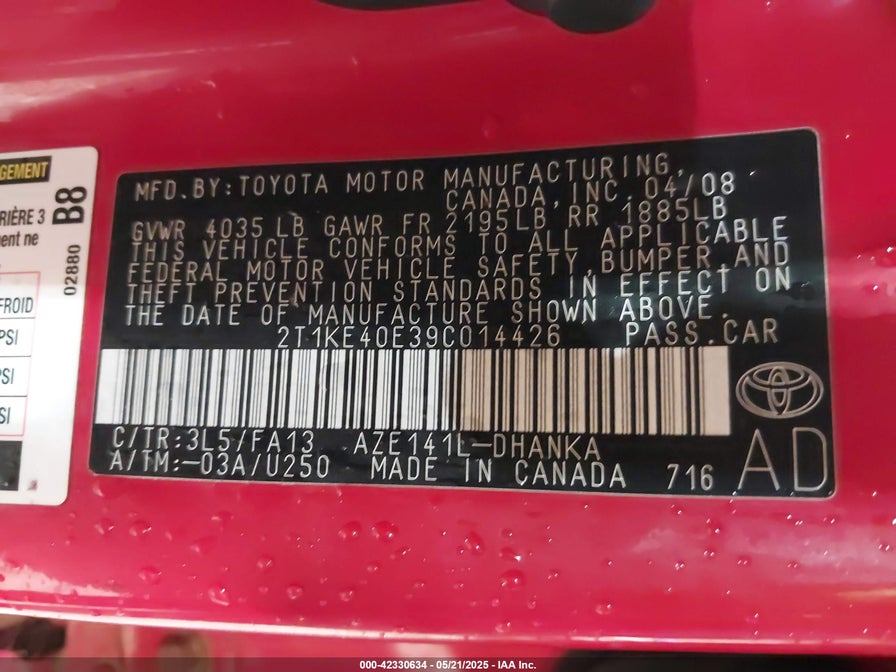 GEMENT
B8
RIÈRE 3
ent ne
02880
FROID
PSI
PSI
SI
MFD.BY:TOYOTA MOTOR MANUFACTURING,
CANADA,INC. 04/08
GVWR 4035 LB GAWR FR 2195LB RR 1885LB
THIS VEHICLE CONFORMS TO ALL APPLICABLE
FEDERAL MOTOR VEHICLE SAFETY,BUMPER AND
THEFT PREVENTION STANDARDS IN EFFECT ON
THE DATE OF MANUFACTURE SHOWN ABOVE.
2T1KE40E39C014426 PASS.CAR
C/TR:3L5/FA13 AZE141L-DHANKA
A/TM:-03A/U250 MADE IN CANADA 716
AD
000-42330634 - 05/21/2025 - IAA Inc.